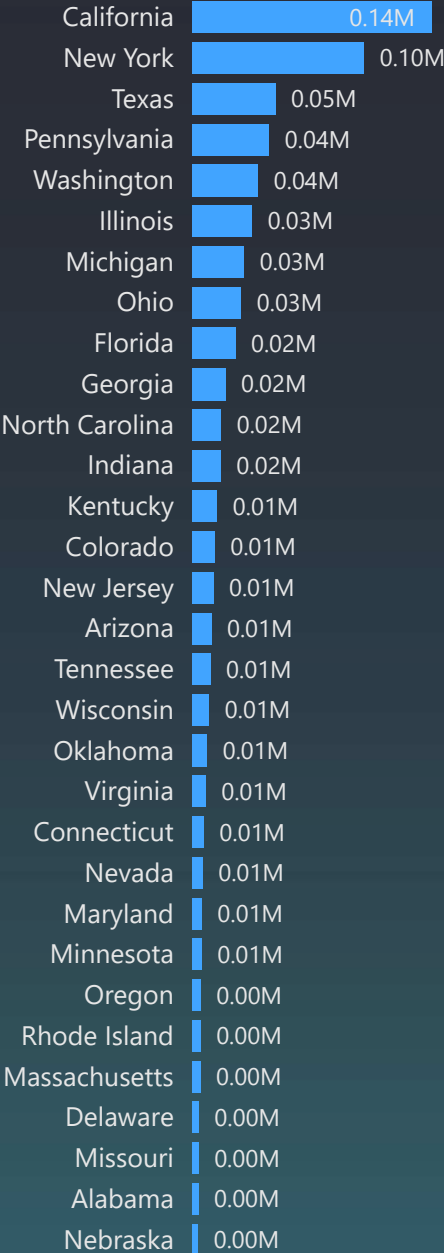 California 0.14M
New York 0.10M
Texas 0.05M
Pennsylvania 0.04M
Washington 0.04M
Illinois 0.03M
Michigan 0.03M
Ohio 0.03M
Florida 0.02M
Georgia 0.02M
North Carolina 0.02M
Indiana 0.02M
Kentucky 0.01M
Colorado 0.01M
New Jersey 0.01M
Arizona 0.01M
Tennessee 0.01M
Wisconsin 0.01M
Oklahoma 0.01M
Virginia 0.01M
Connecticut 0.01M
Nevada 0.01M
Maryland 0.01M
Minnesota 0.01M
Oregon 0.00M
Rhode Island 0.00M
Massachusetts 0.00M
Delaware 0.00M
Missouri 0.00M
Alabama 0.00M
Nebraska 0.00M